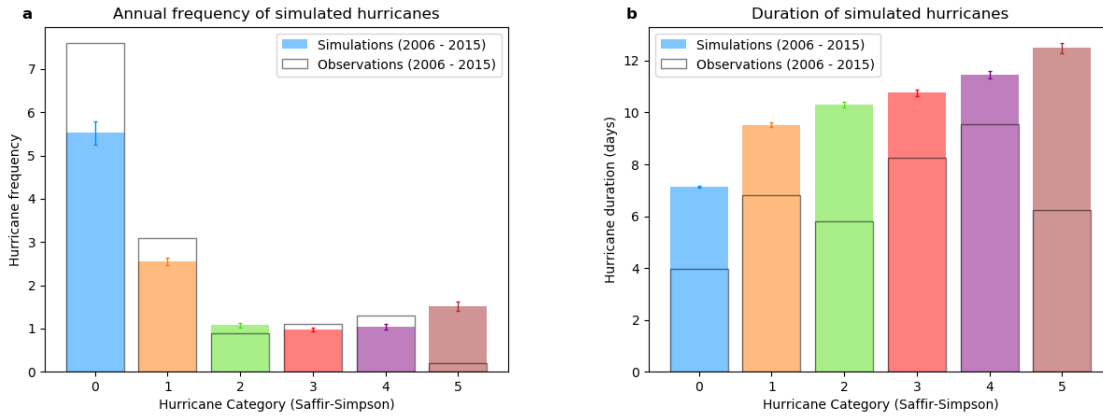 a
Annual frequency of simulated hurricanes
Simulations (2006 - 2015)
Observations (2006 - 2015)
Hurricane frequency
7
6
5
4
3
2
1
0
0 1 2 3 4 5
Hurricane Category (Saffir-Simpson)
b
Duration of simulated hurricanes
Simulations (2006 - 2015)
Observations (2006 - 2015)
Hurricane duration (days)
12
10
8
6
4
2
0
0 1 2 3 4 5
Hurricane Category (Saffir-Simpson)